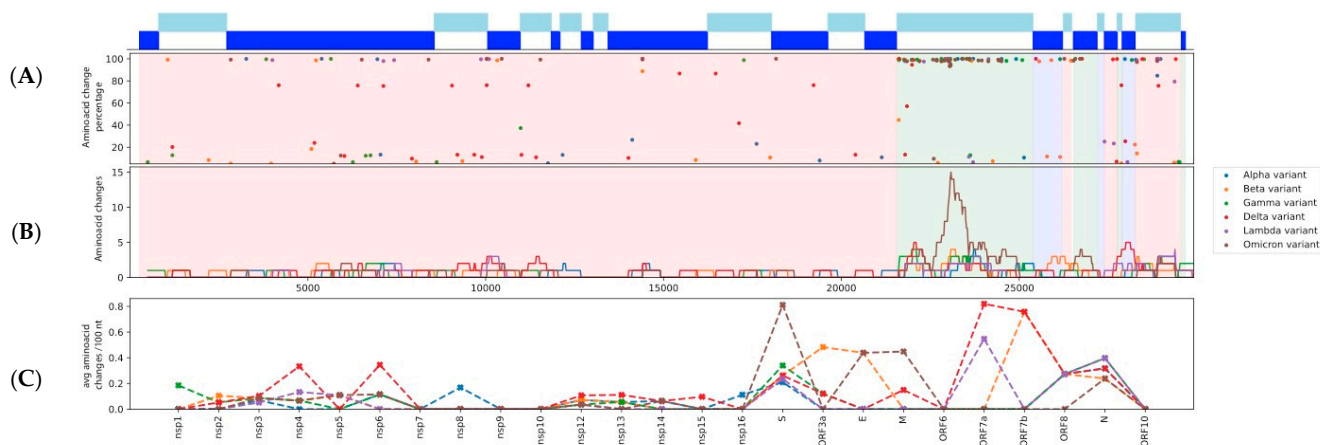 (A)
Aminoacid change
percentage
100
80
60
40
20
(B)
Aminoacid changes
15
10
5
0
5000
10000
15000
20000
25000
Alpha variant
Beta variant
Gamma variant
Delta variant
Lambda variant
Omicron variant
(C)
avg aminoacid
changes /100 nt
0.8
0.6
0.4
0.2
0.0
nsp1
nsp2
nsp3
nsp4
nsp5
nsp6
nsp7
nsp8
nsp9
nsp10
nsp12
nsp13
nsp14
nsp15
nsp16
S
ORF3a
E
M
ORF6
ORF7a
ORF7b
ORF8
N
ORF10